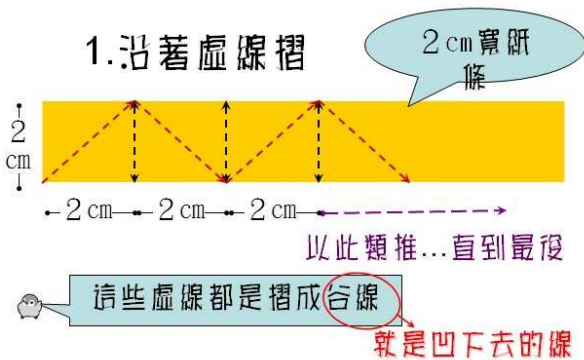 1.沿著虛線摺
2cm寬紙
條
2
cm
2cm
2cm
2cm
以此類推...直到最後
這些虛線都是摺成谷線
就是凹下去的線